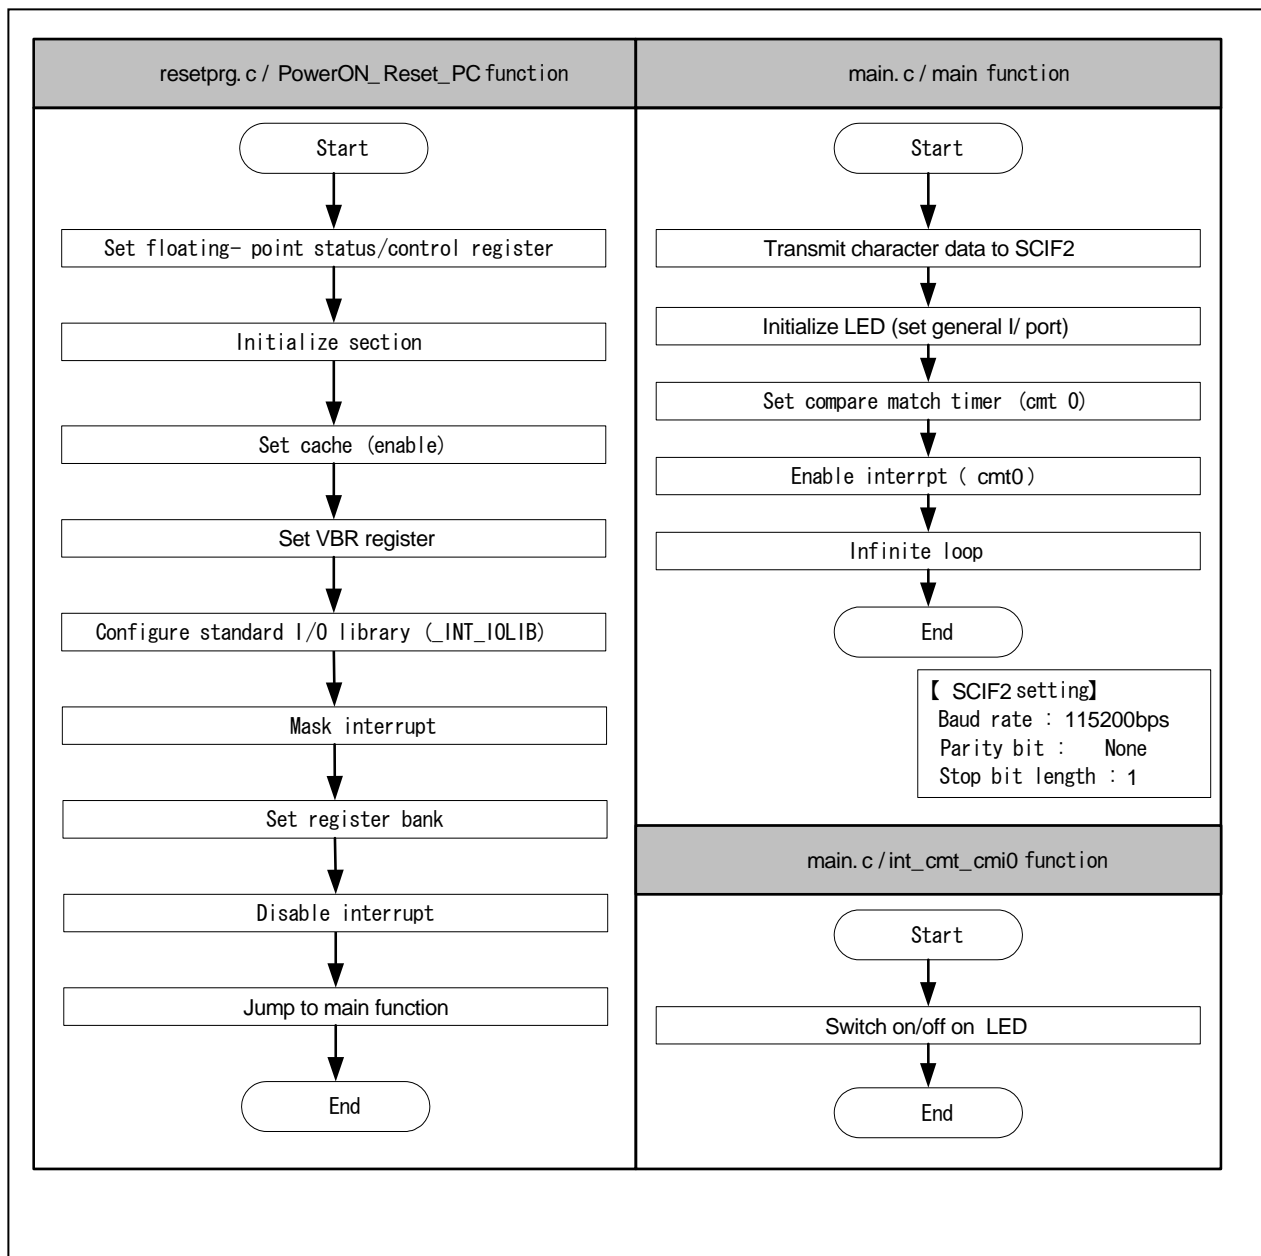 resetprg.c / PowerON_Reset_PC function
Start
Set floating- point status/control register
Initialize section
Set cache (enable)
Set VBR register
Configure standard I/O library (_INT_IOLIB)
Mask interrupt
Set register bank
Disable interrupt
Jump to main function
End
main.c / main function
Start
Transmit character data to SCIF2
Initialize LED (set general I/ port)
Set compare match timer (cmt 0)
Enable interrpt ( cmt0 )
Infinite loop
End
【 SCIF2 setting】
Baud rate : 115200bps
Parity bit : None
Stop bit length : 1
main.c / int_cmt_cmi0 function
Start
Switch on/off on LED
End